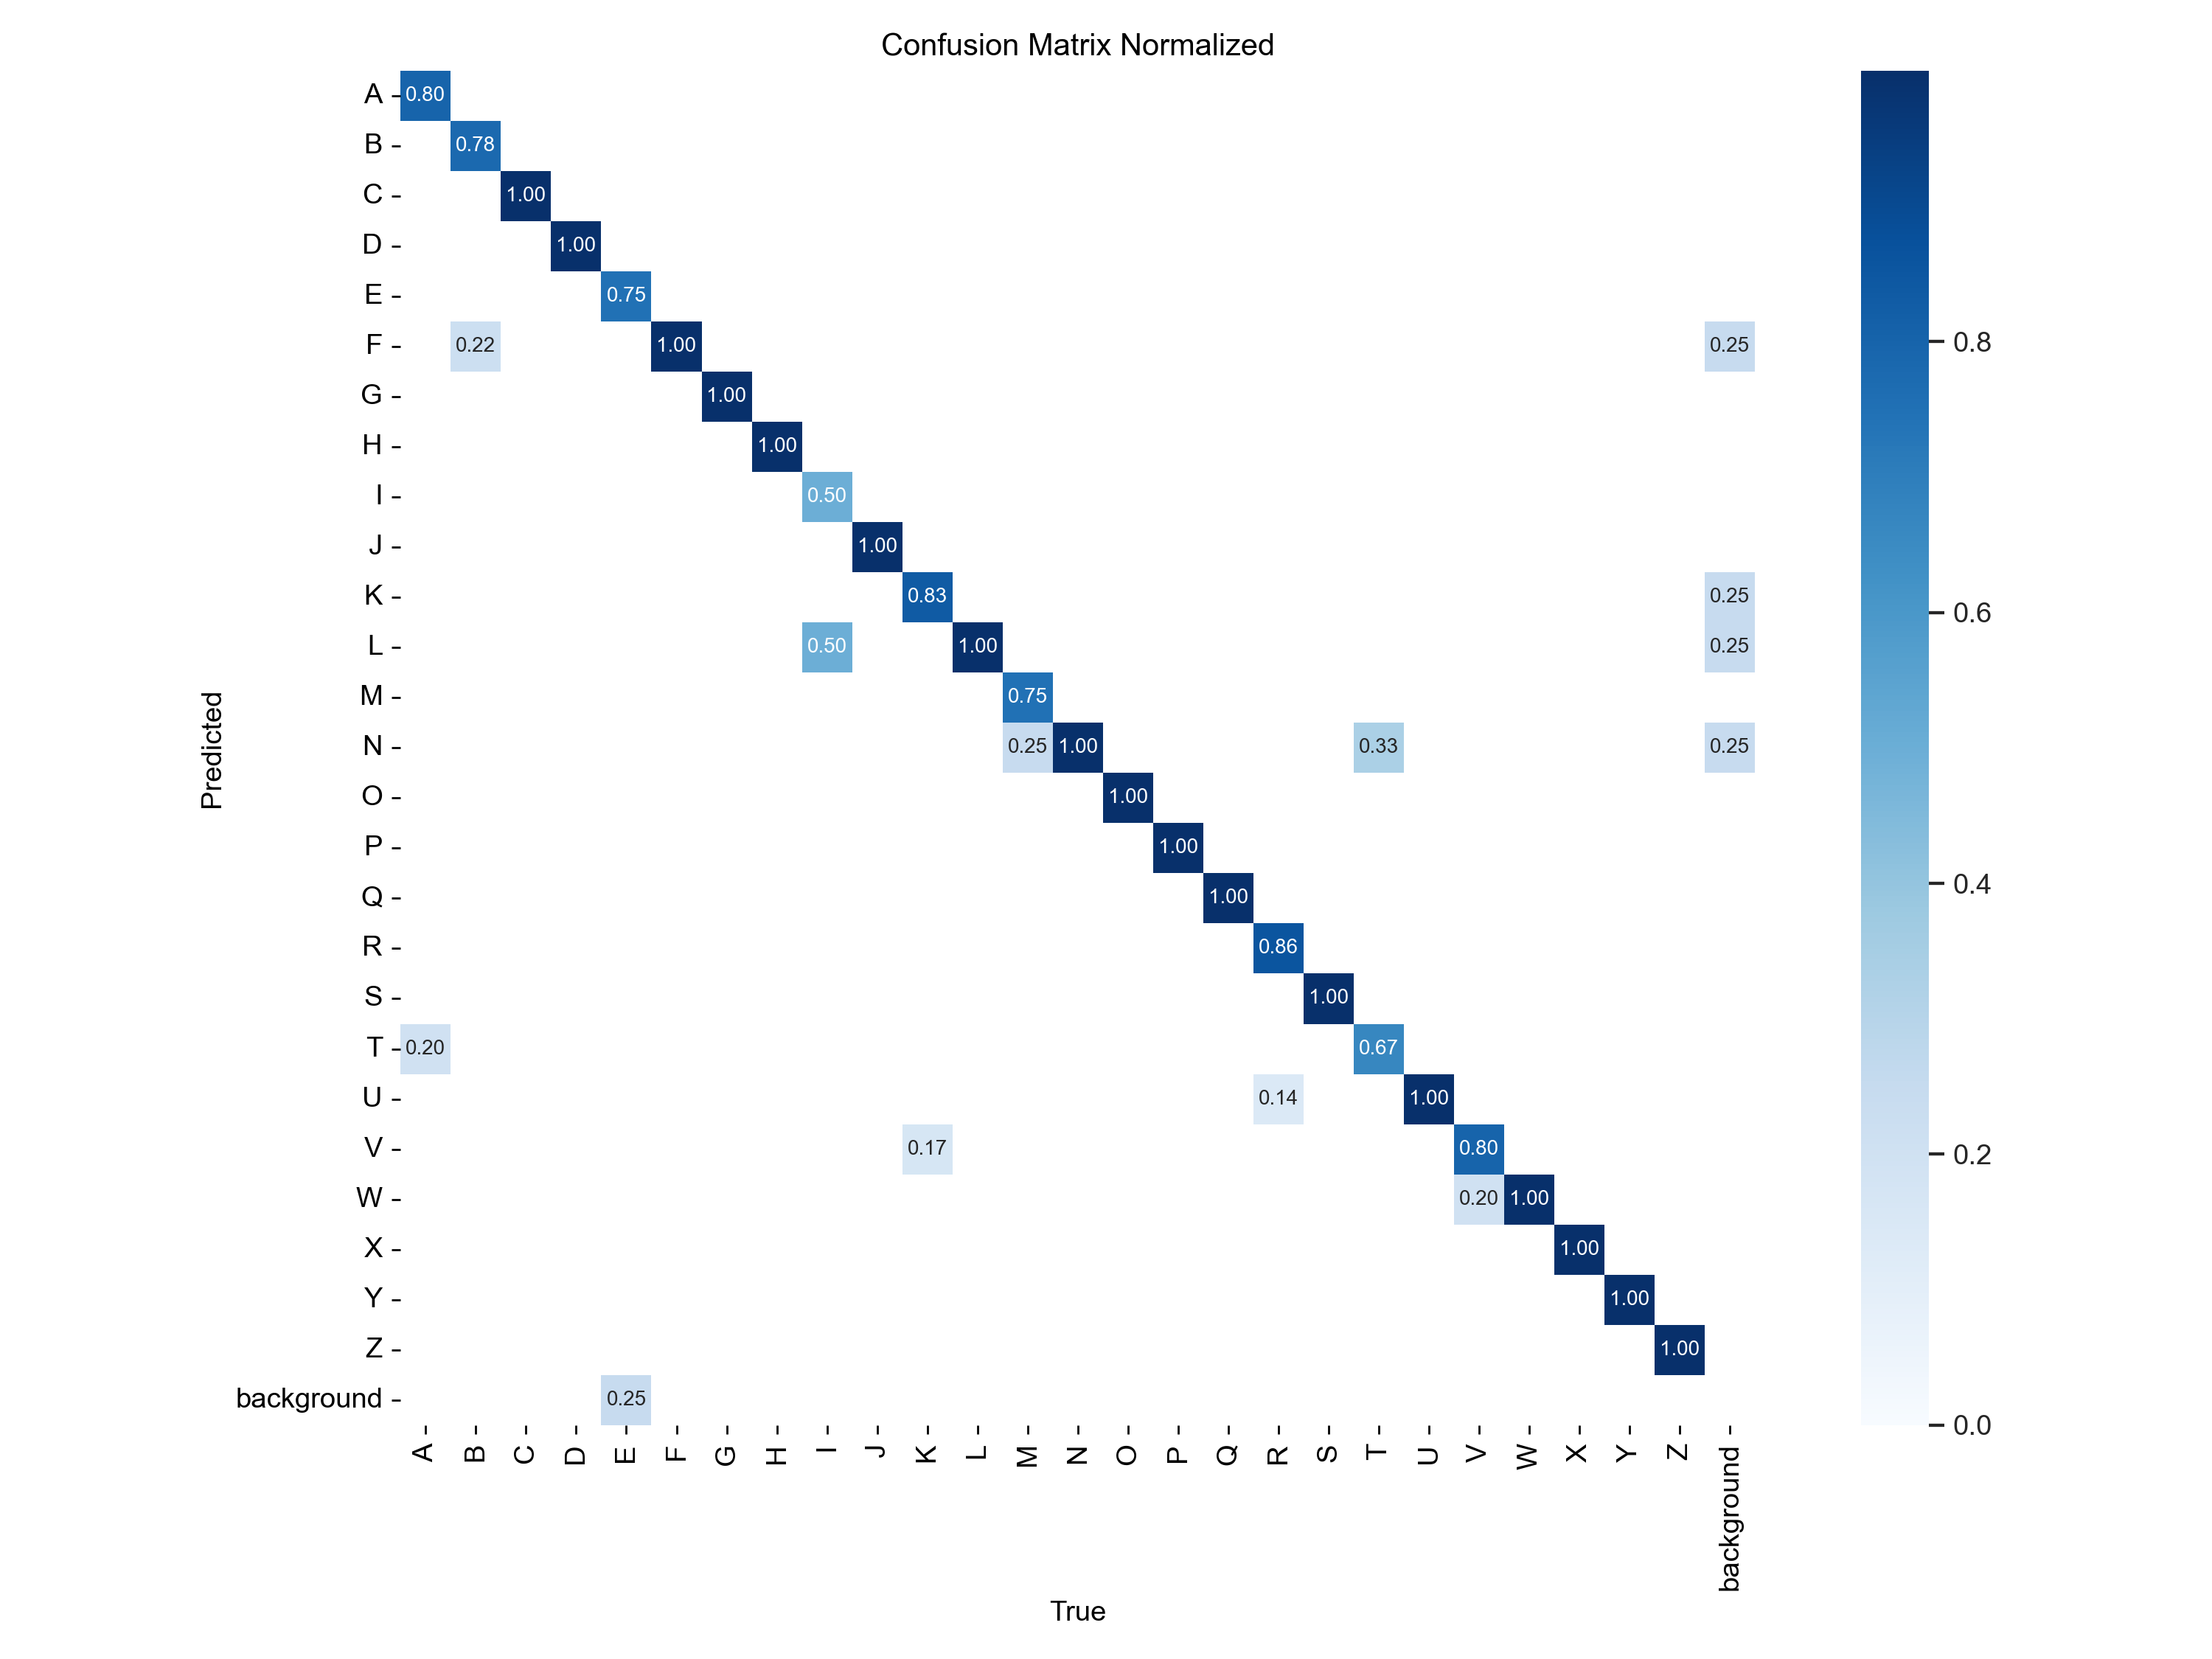 Confusion Matrix Normalized
A 0.80
B 0.78
C 1.00
D 1.00
E 0.75
F 0.22 1.00 0.25
0.8
G 1.00
H 1.00
I 0.50
J 1.00
K 0.83 0.25
0.6
L 0.50 1.00 0.25
M 0.75
Predicted
N 0.25 1.00 0.33 0.25
O 1.00
P 1.00
Q 1.00
0.4
R 0.86
S 1.00
T 0.20 0.67
U 0.14 1.00
V 0.17 0.80
0.2
W 0.20 1.00
X 1.00
Y 1.00
Z 1.00
background 0.25
0.0
A B C D E F G H I J K L M N O P Q R S T U V W X Y Z background
True